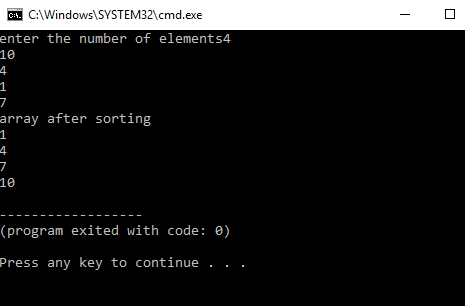 C:\Windows\SYSTEM32\cmd.exe
enter the number of elements4
10
4
1
7
array after sorting
1
4
7
10
------------------
(program exited with code: 0)
Press any key to continue . . .